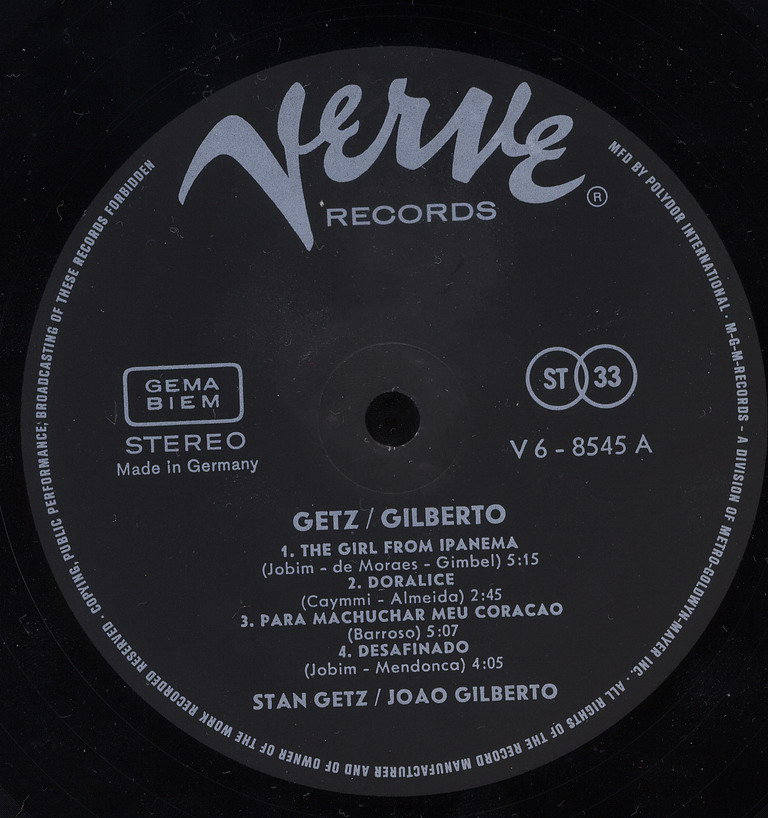 Verve
RECORDS
®
MFD BY POLYDOR INTERNATIONAL · M-G-M-RECORDS - A DIVISION OF METRO-GOLDWYN-MAYER INC. · ALL RIGHTS OF THE RECORD MANUFACTURER AND OF OWNER OF THE WORK RECORDED RESERVED · COPYING, PUBLIC PERFORMANCE; BROADCASTING OF THESE RECORDS FORBIDDEN
GEMA
BIEM
STEREO
Made in Germany
ST 33
V 6 - 8545 A
GETZ / GILBERTO
1. THE GIRL FROM IPANEMA
(Jobim - de Moraes - Gimbel) 5:15
2. DORALICE
(Caymmi - Almeida) 2:45
3. PARA MACHUCHAR MEU CORACAO
(Barroso) 5:07
4. DESAFINADO
(Jobim - Mendonca) 4:05
STAN GETZ / JOAO GILBERTO